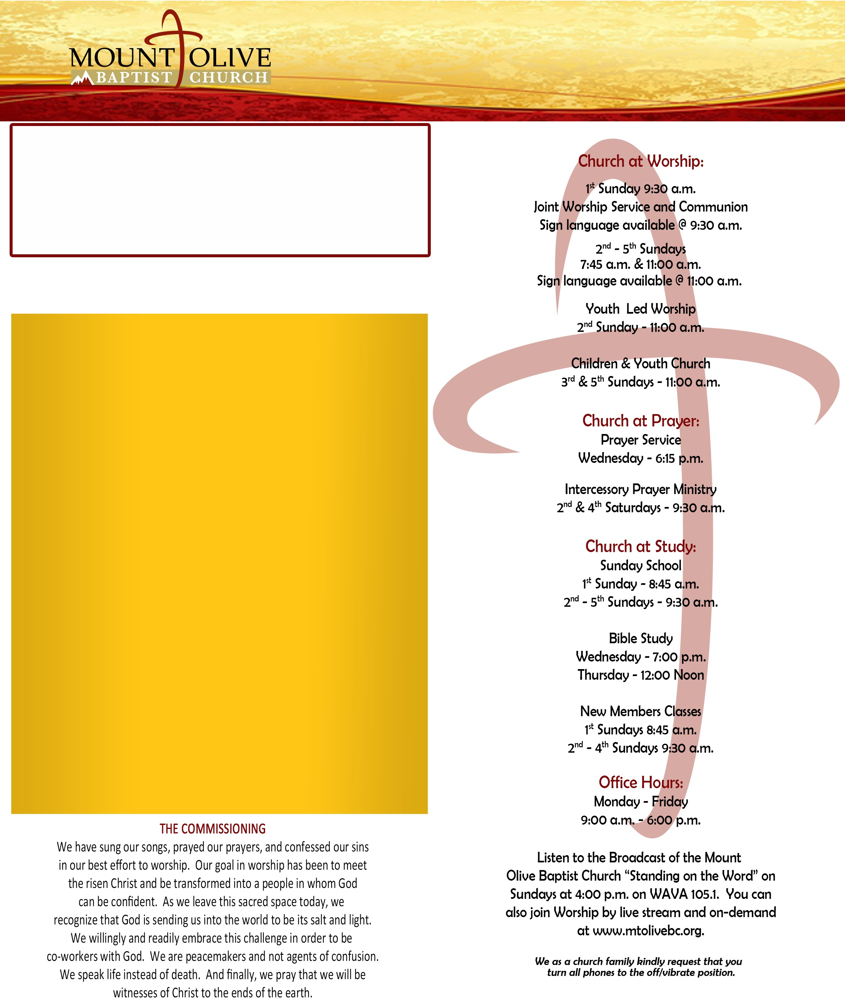 MOUNT OLIVE
BAPTIST CHURCH
THE COMMISSIONING
We have sung our songs, prayed our prayers, and confessed our sins
in our best effort to worship.  Our goal in worship has been to meet
the risen Christ and be transformed into a people in whom God
can be confident.  As we leave this sacred space today, we
recognize that God is sending us into the world to be its salt and light.
We willingly and readily embrace this challenge in order to be
co-workers with God.  We are peacemakers and not agents of confusion.
We speak life instead of death.  And finally, we pray that we will be
witnesses of Christ to the ends of the earth.
Church at Worship:
1st Sunday 9:30 a.m.
Joint Worship Service and Communion
Sign language available @ 9:30 a.m.
2nd - 5th Sundays
7:45 a.m. & 11:00 a.m.
Sign language available @ 11:00 a.m.
Youth  Led Worship
2nd Sunday - 11:00 a.m.
Children & Youth Church
3rd & 5th Sundays - 11:00 a.m.
Church at Prayer:
Prayer Service
Wednesday - 6:15 p.m.
Intercessory Prayer Ministry
2nd & 4th Saturdays - 9:30 a.m.
Church at Study:
Sunday School
1st Sunday - 8:45 a.m.
2nd - 5th Sundays - 9:30 a.m.
Bible Study
Wednesday - 7:00 p.m.
Thursday - 12:00 Noon
New Members Classes
1st Sundays 8:45 a.m.
2nd - 4th Sundays 9:30 a.m.
Office Hours:
Monday - Friday
9:00 a.m. - 6:00 p.m.
Listen to the Broadcast of the Mount
Olive Baptist Church “Standing on the Word” on
Sundays at 4:00 p.m. on WAVA 105.1.  You can
also join Worship by live stream and on-demand
at www.mtolivebc.org.
We as a church family kindly request that you
turn all phones to the off/vibrate position.